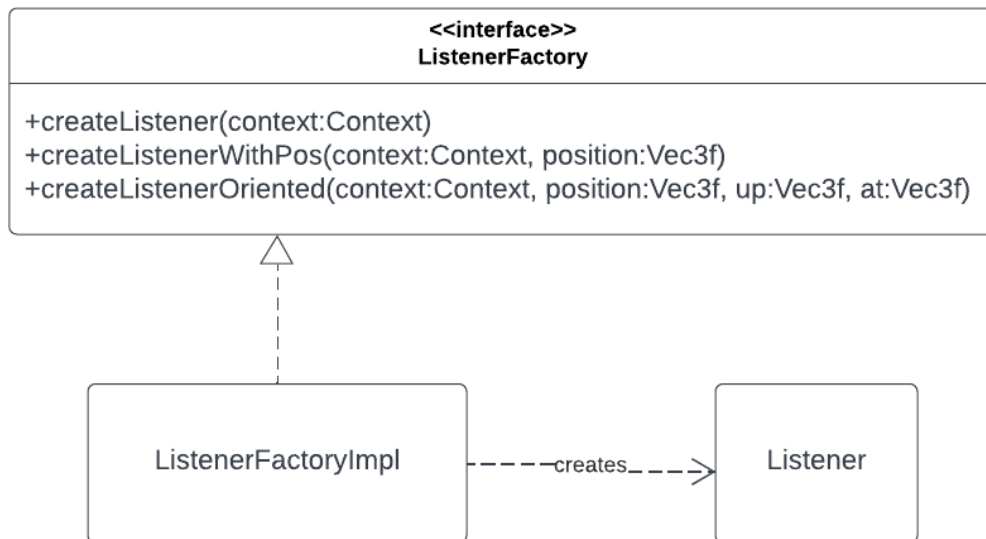 <<interface>>
ListenerFactory
+createListener(context:Context)
+createListenerWithPos(context:Context, position:Vec3f)
+createListenerOriented(context:Context, position:Vec3f, up:Vec3f, at:Vec3f)
ListenerFactoryImpl
creates
Listener